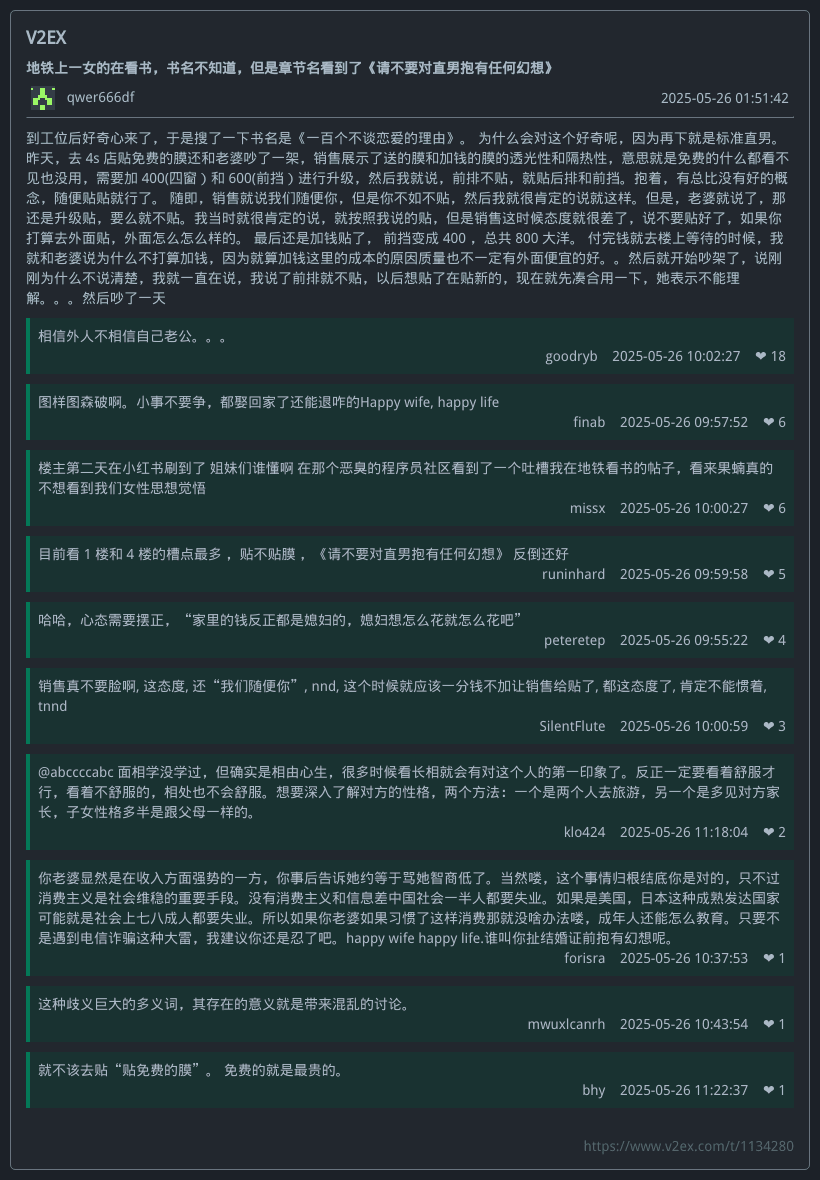 V2EX
地铁上一女的在看书，书名不知道，但是章节名看到了《请不要对直男抱有任何幻想》
qwer666df 2025-05-26 01:51:42
到工位后好奇心来了，于是搜了一下书名是《一百个不谈恋爱的理由》。 为什么会对这个好奇呢，因为再下就是标准直男。
昨天，去 4s 店贴免费的膜还和老婆吵了一架，销售展示了送的膜和加钱的膜的透光性和隔热性，意思就是免费的什么都看不
见也没用，需要加 400(四窗 ) 和 600(前挡 ) 进行升级，然后我就说，前排不贴，就贴后排和前挡。抱着，有总比没有好的概
念，随便贴贴就行了。 随即，销售就说我们随便你，但是你不如不贴，然后我就很肯定的说就这样。但是，老婆就说了，那
还是升级贴，要么就不贴。我当时就很肯定的说，就按照我说的贴，但是销售这时候态度就很差了，说不要贴好了，如果你
打算去外面贴，外面怎么怎么样的。 最后还是加钱贴了， 前挡变成 400 ，总共 800 大洋。 付完钱就去楼上等待的时候，我
就和老婆说为什么不打算加钱，因为就算加钱这里的成本的原因质量也不一定有外面便宜的好。。然后就开始吵架了，说刚
刚为什么不说清楚，我就一直在说，我说了前排就不贴，以后想贴了在贴新的，现在就先凑合用一下，她表示不能理
解。。。然后吵了一天
相信外人不相信自己老公。。。
goodryb 2025-05-26 10:02:27 ❤ 18
图样图森破啊。小事不要争，都娶回家了还能退咋的Happy wife, happy life
finab 2025-05-26 09:57:52 ❤ 6
楼主第二天在小红书刷到了 姐妹们谁懂啊 在那个恶臭的程序员社区看到了一个吐槽我在地铁看书的帖子，看来果蝻真的
不想看到我们女性思想觉悟
missx 2025-05-26 10:00:27 ❤ 6
目前看 1 楼和 4 楼的槽点最多 ，贴不贴膜 ，《请不要对直男抱有任何幻想》 反倒还好
runinhard 2025-05-26 09:59:58 ❤ 5
哈哈，心态需要摆正，“家里的钱反正都是媳妇的，媳妇想怎么花就怎么花吧”
peteretep 2025-05-26 09:55:22 ❤ 4
销售真不要脸啊, 这态度, 还“我们随便你”, nnd, 这个时候就应该一分钱不加让销售给贴了, 都这态度了, 肯定不能惯着,
tnnd
SilentFlute 2025-05-26 10:00:59 ❤ 3
@abccccabc 面相学没学过，但确实是相由心生，很多时候看长相就会有对这个人的第一印象了。反正一定要看着舒服才
行，看着不舒服的，相处也不会舒服。想要深入了解对方的性格，两个方法：一个是两个人去旅游，另一个是多见对方家
长，子女性格多半是跟父母一样的。
klo424 2025-05-26 11:18:04 ❤ 2
你老婆显然是在收入方面强势的一方，你事后告诉她约等于骂她智商低了。当然喽，这个事情归根结底你是对的，只不过
消费主义是社会维稳的重要手段。没有消费主义和信息差中国社会一半人都要失业。如果是美国，日本这种成熟发达国家
可能就是社会上七八成人都要失业。所以如果你老婆如果习惯了这样消费那就没啥办法喽，成年人还能怎么教育。只要不
是遇到电信诈骗这种大雷，我建议你还是忍了吧。happy wife happy life.谁叫你扯结婚证前抱有幻想呢。
forisra 2025-05-26 10:37:53 ❤ 1
这种歧义巨大的多义词，其存在的意义就是带来混乱的讨论。
mwuxlcanrh 2025-05-26 10:43:54 ❤ 1
就不该去贴“贴免费的膜”。 免费的就是最贵的。
bhy 2025-05-26 11:22:37 ❤ 1
https://www.v2ex.com/t/1134280